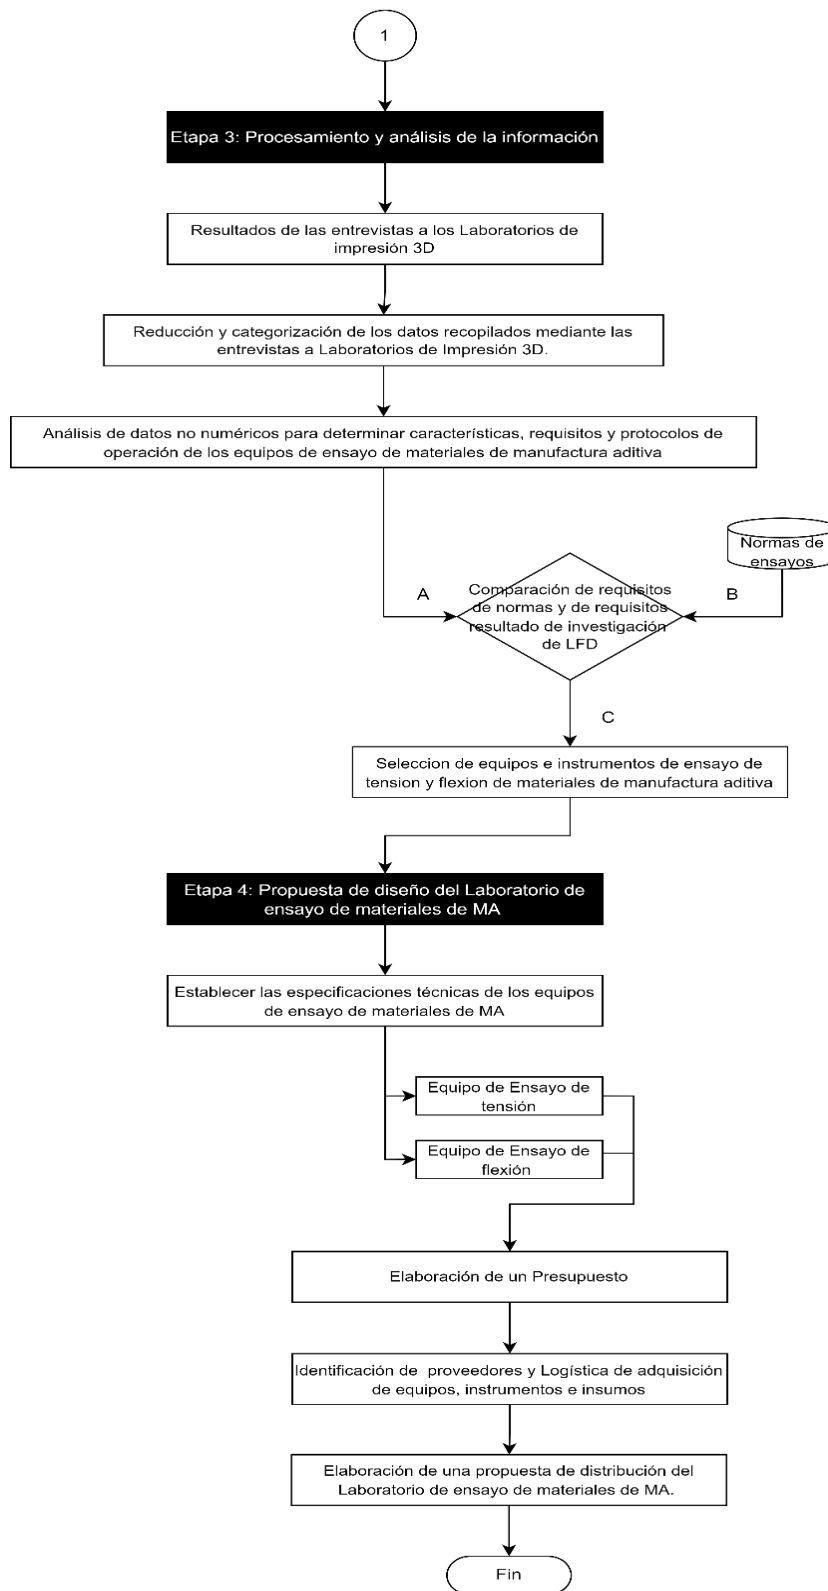 1
Etapa 3: Procesamiento y análisis de la información
Resultados de las entrevistas a los Laboratorios de
impresión 3D
Reducción y categorización de los datos recopilados mediante las
entrevistas a Laboratorios de Impresión 3D.
Análisis de datos no numéricos para determinar características, requisitos y protocolos de
operación de los equipos de ensayo de materiales de manufactura aditiva
Normas de
ensayos
A
Comparación de requisitos
de normas y de requisitos
resultado de investigación
de LFD
B
C
Seleccion de equipos e instrumentos de ensayo de
tension y flexion de materiales de manufactura aditiva
Etapa 4: Propuesta de diseño del Laboratorio de
ensayo de materiales de MA
Establecer las especificaciones técnicas de los equipos
de ensayo de materiales de MA
Equipo de Ensayo de
tensión
Equipo de Ensayo de
flexión
Elaboración de un Presupuesto
Identificación de proveedores y Logística de adquisición
de equipos, instrumentos e insumos
Elaboración de una propuesta de distribución del
Laboratorio de ensayo de materiales de MA.
Fin